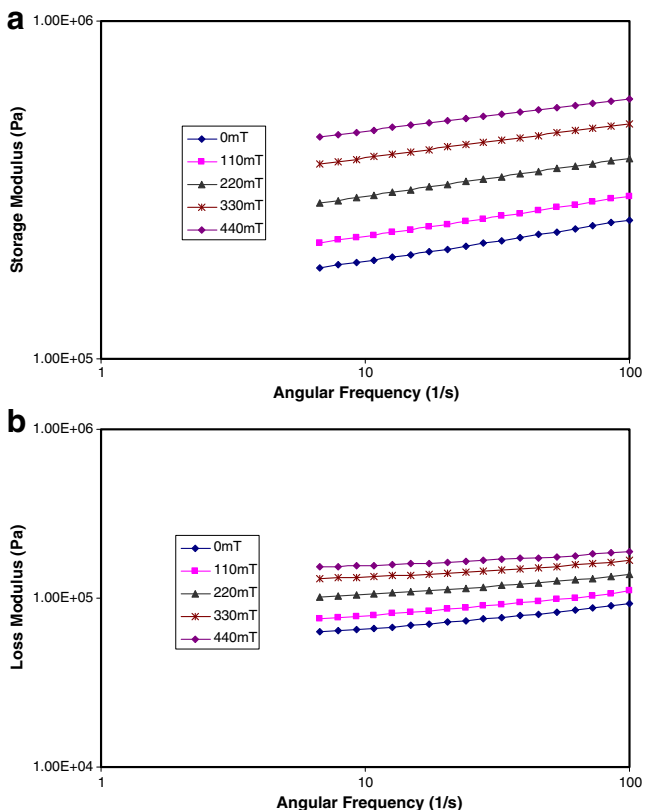 a
1.00E+06
Storage Modulus (Pa)
0mT
110mT
220mT
330mT
440mT
1.00E+05
1
10
100
Angular Frequency (1/s)
b
1.00E+06
Loss Modulus (Pa)
0mT
110mT
220mT
330mT
440mT
1.00E+05
1.00E+04
1
10
100
Angular Frequency (1/s)